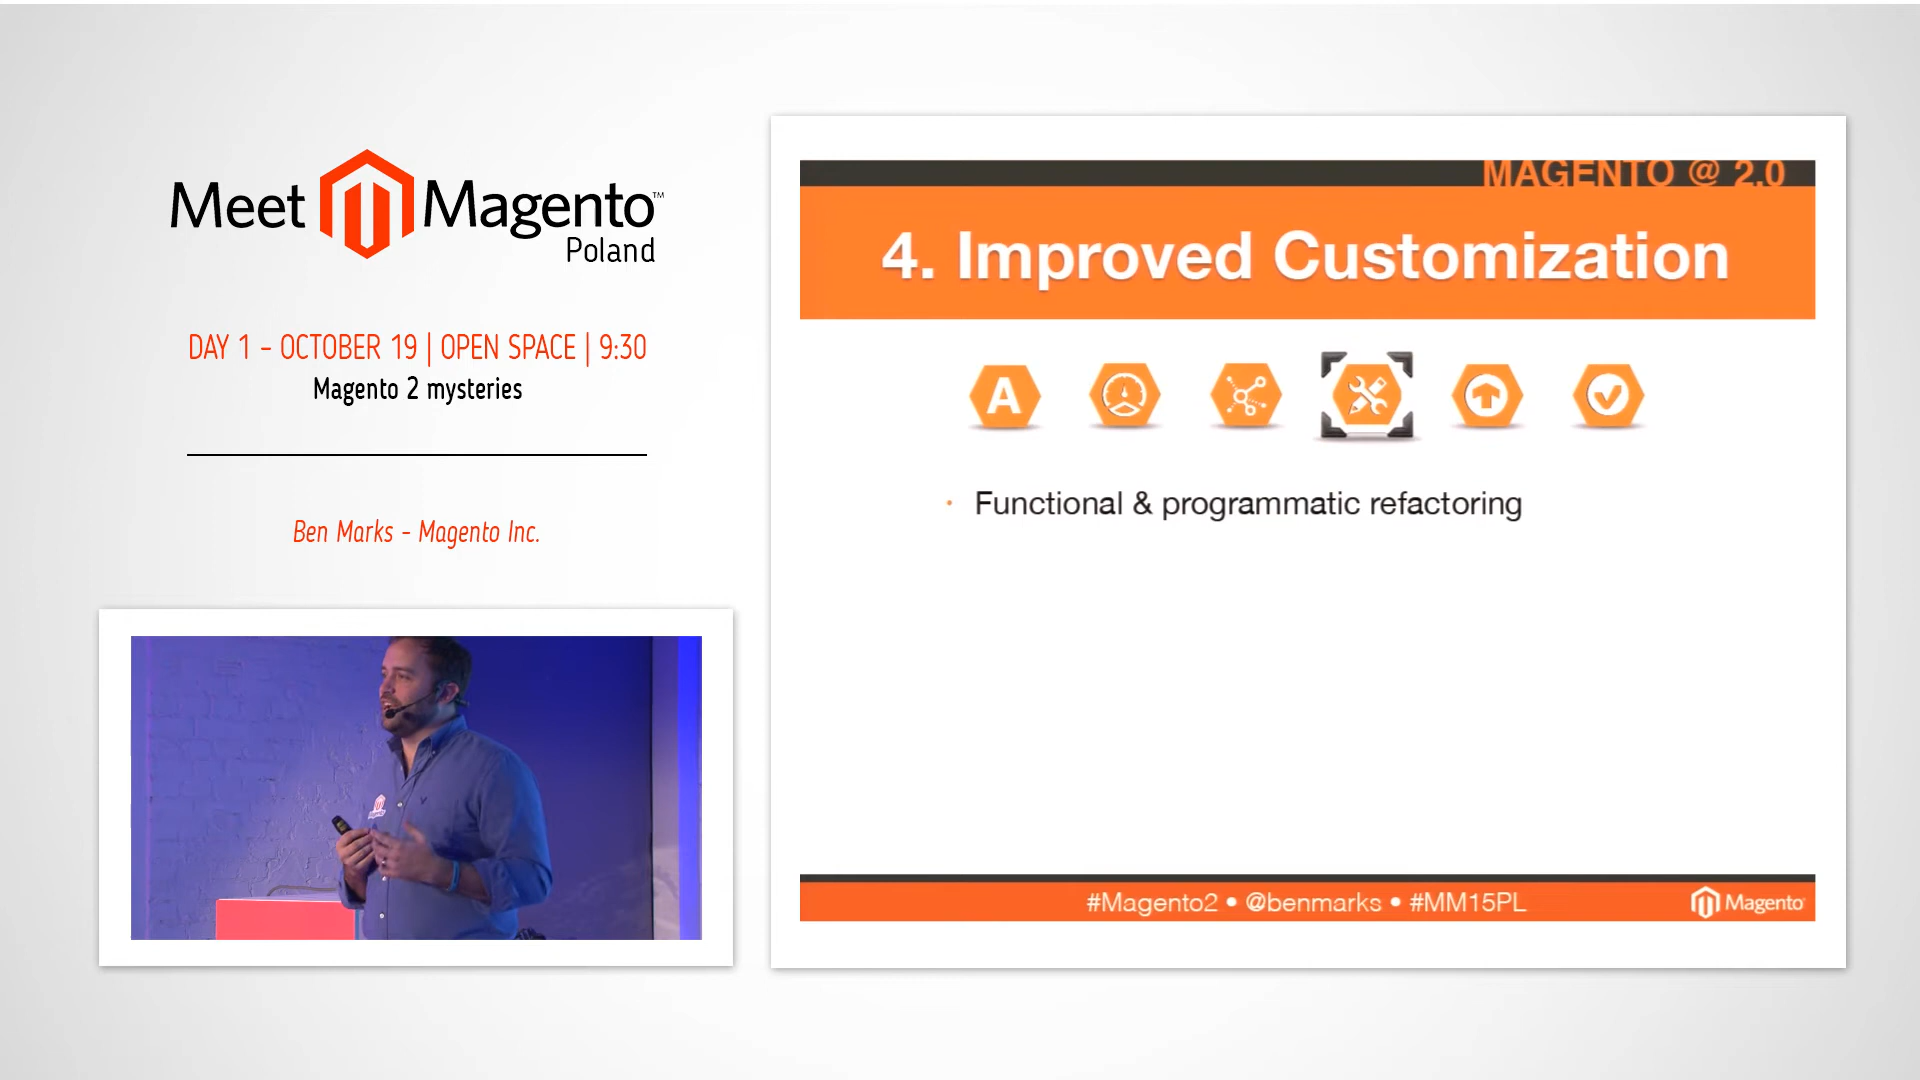 Meet Magento™
Poland
DAY 1 - OCTOBER 19 | OPEN SPACE | 9:30
Magento 2 mysteries
Ben Marks - Magento Inc.
MAGENTO @ 2.0
4. Improved Customization
A
· Functional & programmatic refactoring
#Magento2 • @benmarks • #MM15PL
Magento